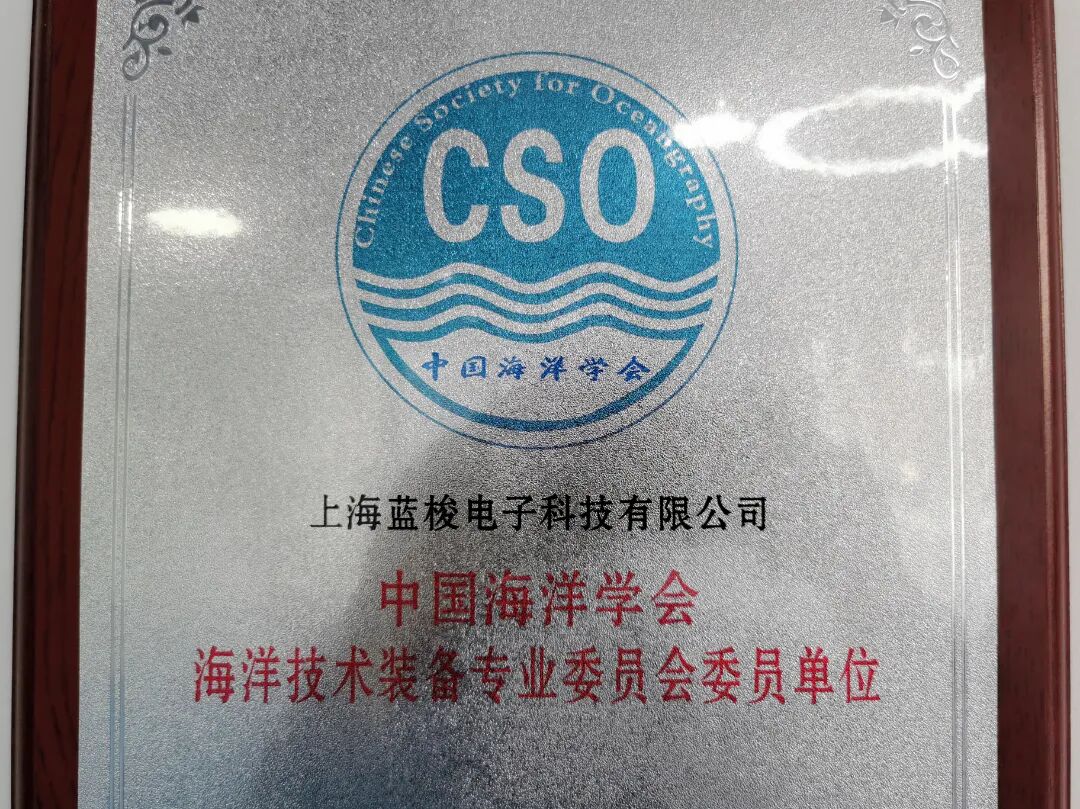 Chinese Society for Oceangraphy
CSO
中国海洋学会
上海蓝梭电子科技有限公司
中国海洋学会
海洋技术装备专业委员会委员单位